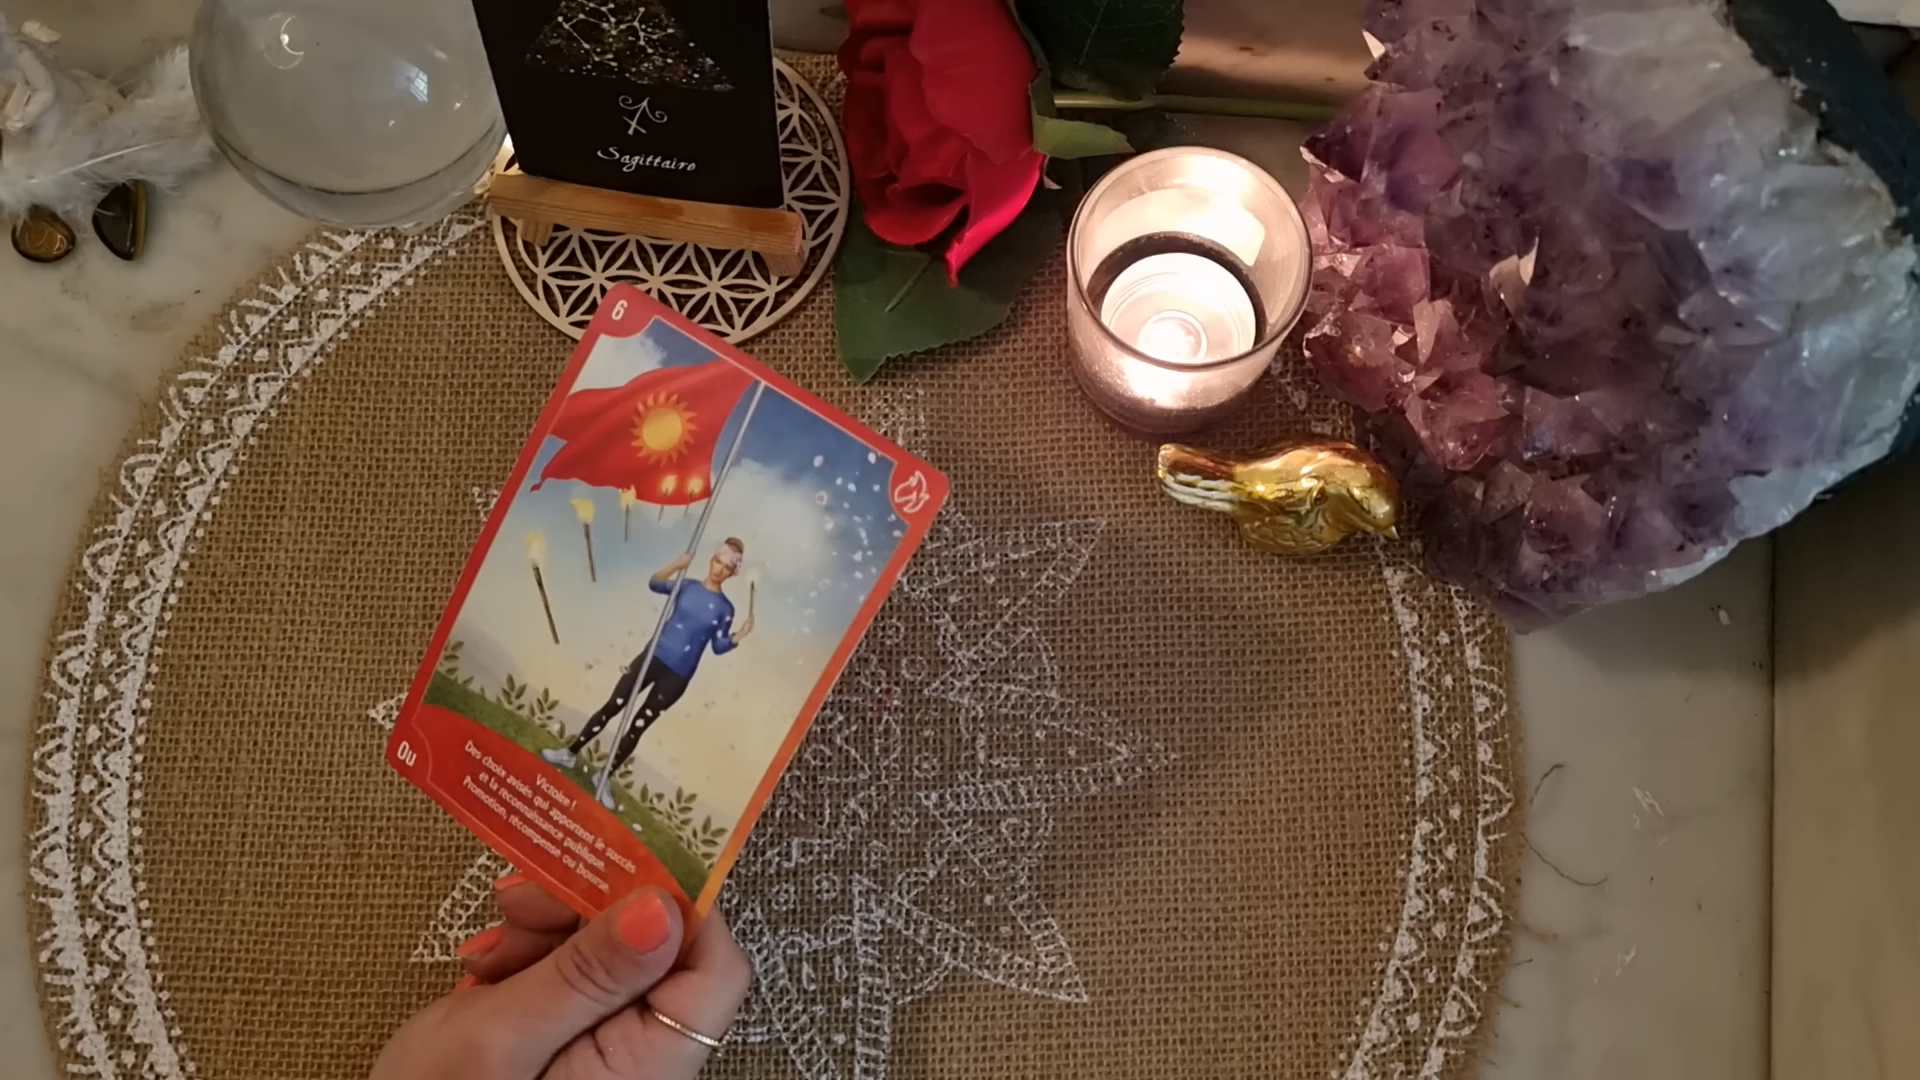 Sagittaire
6
Ou
Victoire !
Des choix avisés qui apportent le succès
et la reconnaissance publique.
Promotion, récompense ou bourse.